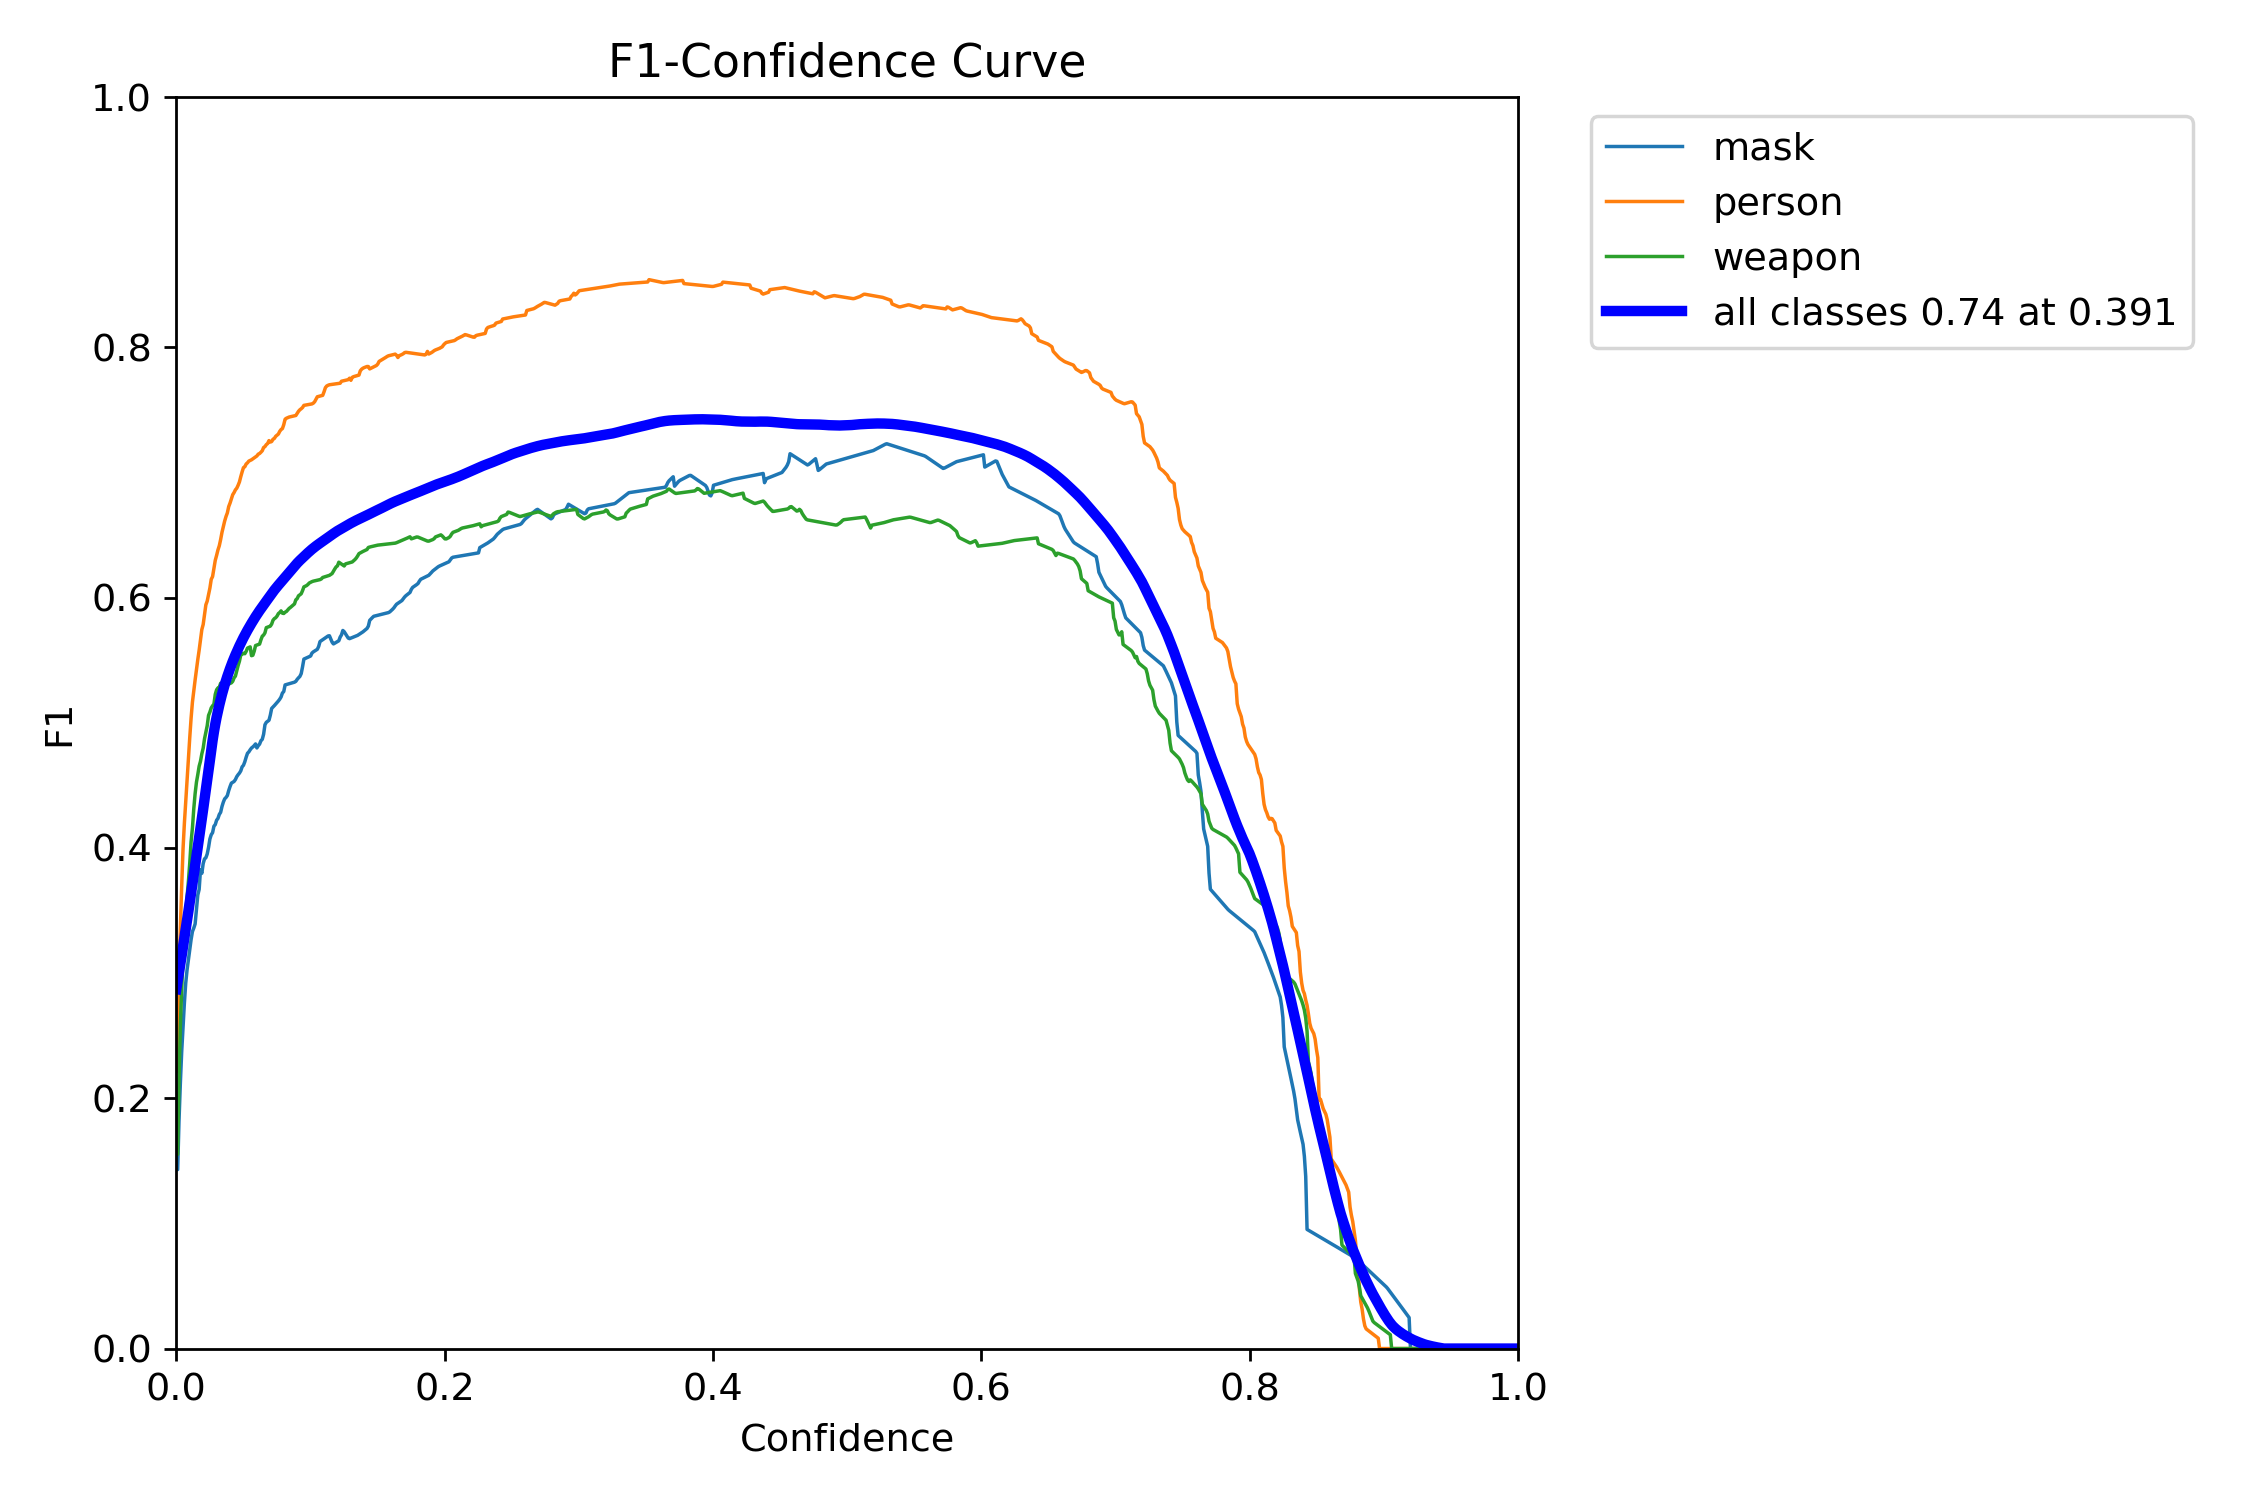 F1-Confidence Curve
1.0
0.8
0.6
0.4
0.2
0.0
F1
0.0 0.2 0.4 0.6 0.8 1.0
Confidence
mask
person
weapon
all classes 0.74 at 0.391